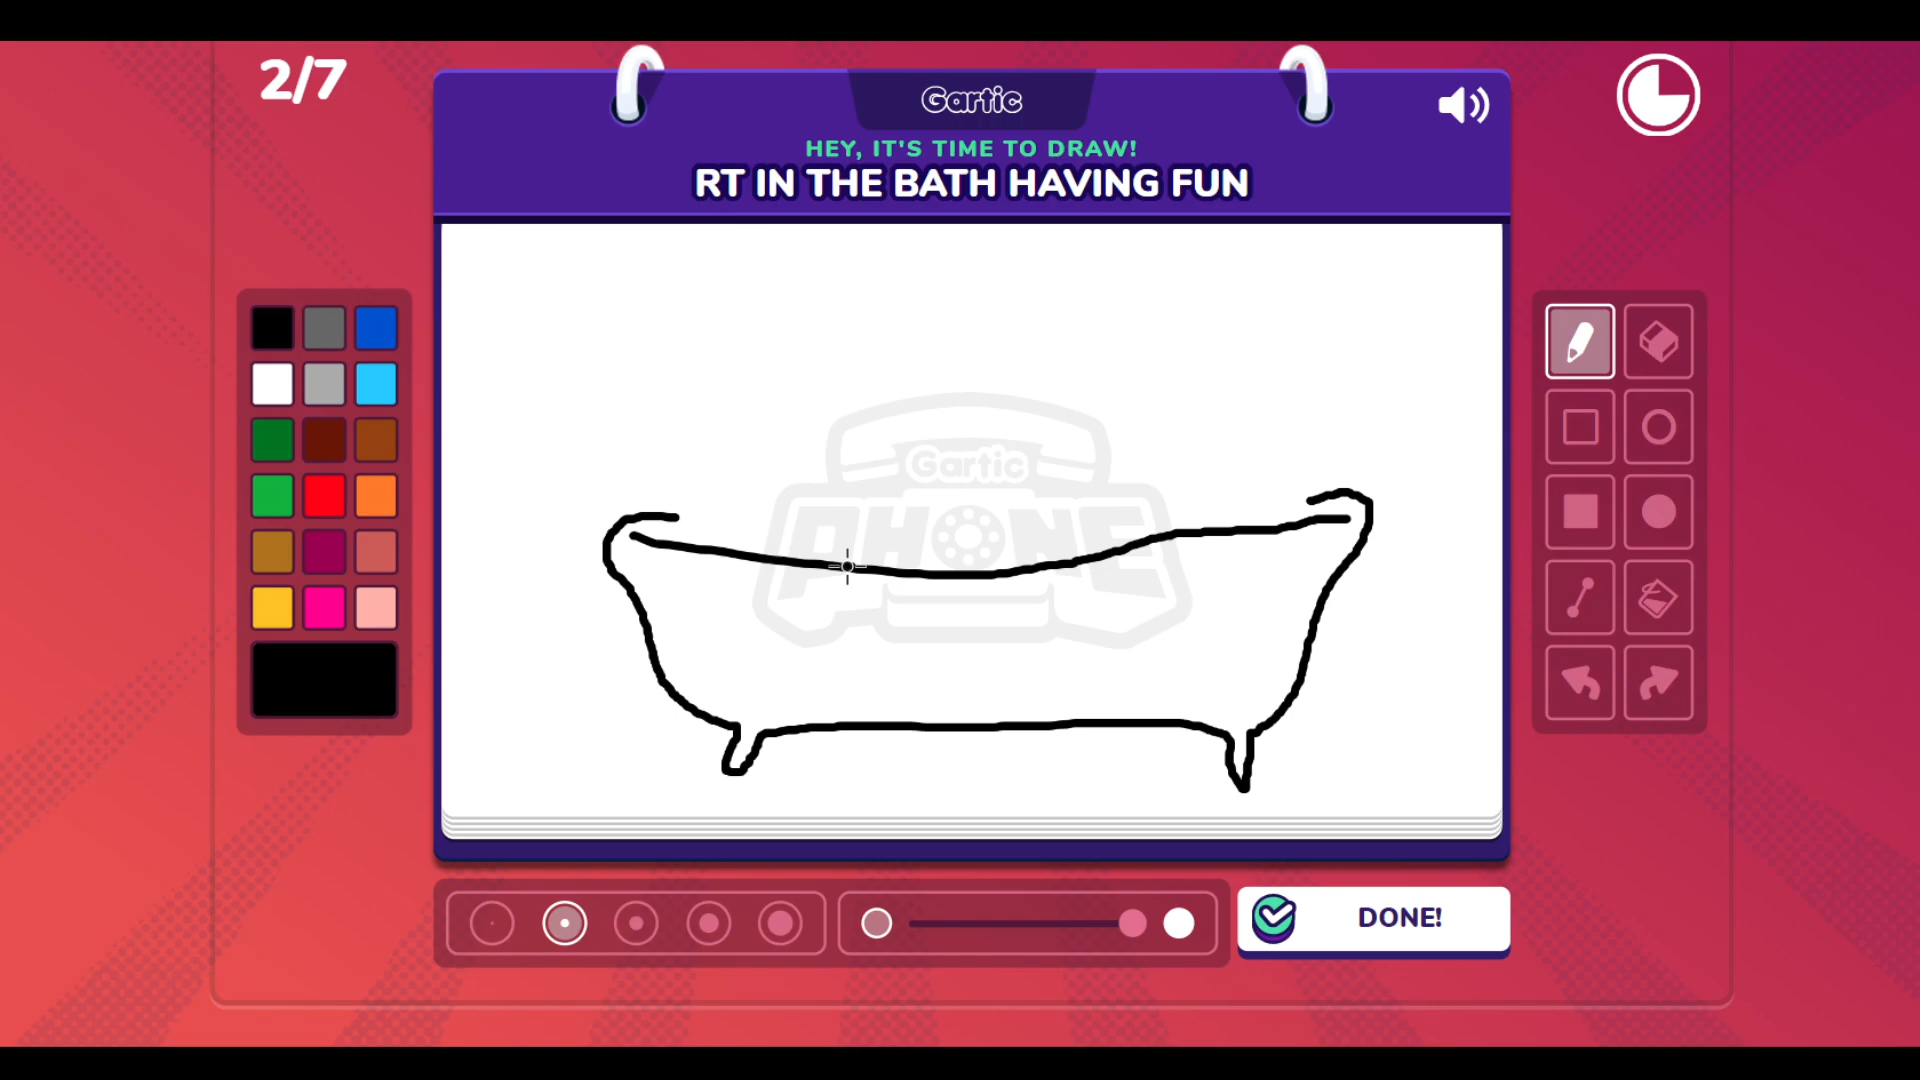 2/7
Gartic
HEY, IT'S TIME TO DRAW!
RT IN THE BATH HAVING FUN
Gartic
PHONE
DONE!